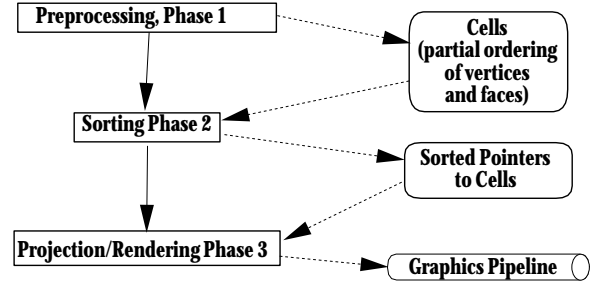 Preprocessing, Phase 1
Cells
(partial ordering
of vertices
and faces)
Sorting Phase 2
Sorted Pointers
to Cells
Projection/Rendering Phase 3
Graphics Pipeline